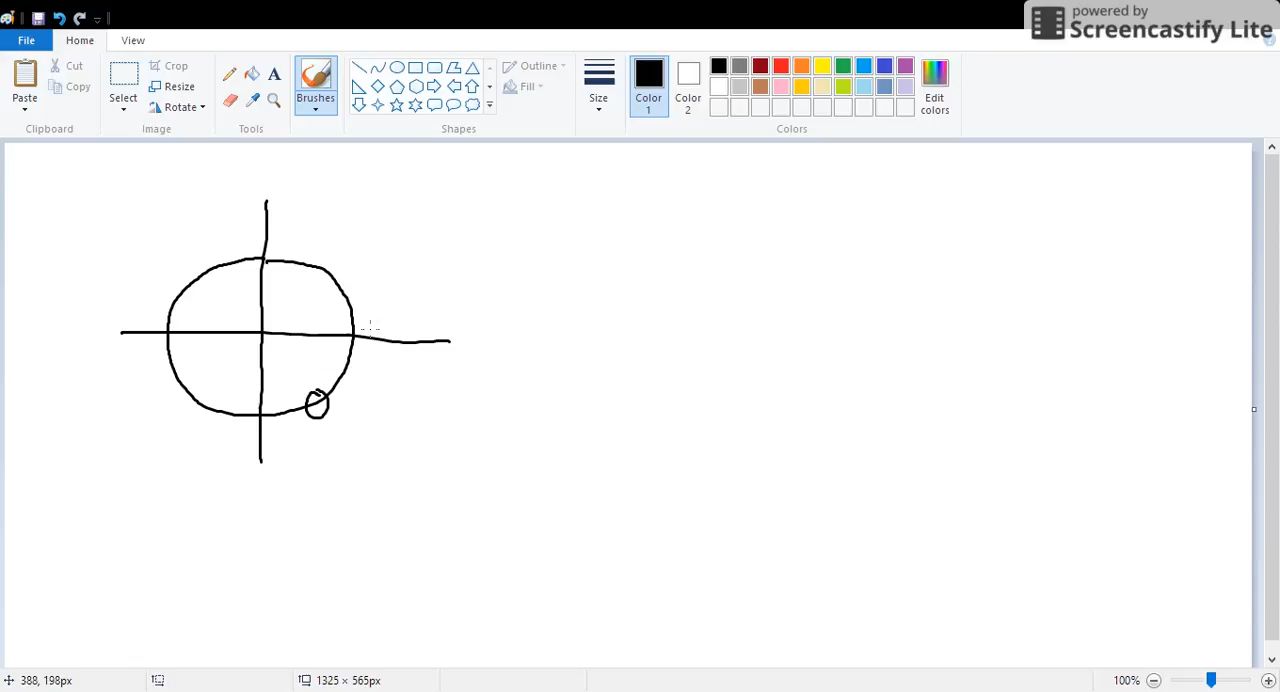 powered by
Screencastify Lite
File Home View
Paste
Cut
Copy
Clipboard
Select
Crop
Resize
Rotate
Image
Tools
Brushes
Outline
Fill
Shapes
Size
Color 1
Color 2
Edit colors
Colors
388, 198px
1325 × 565px
100%